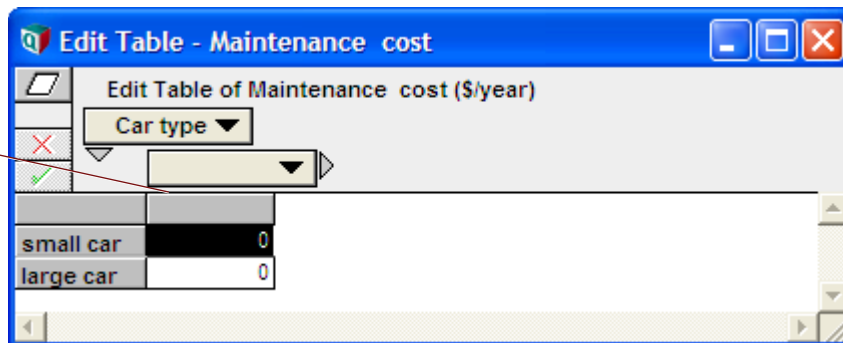 Edit Table - Maintenance cost
Edit Table of Maintenance cost ($/year)
Car type
small car 0
large car 0